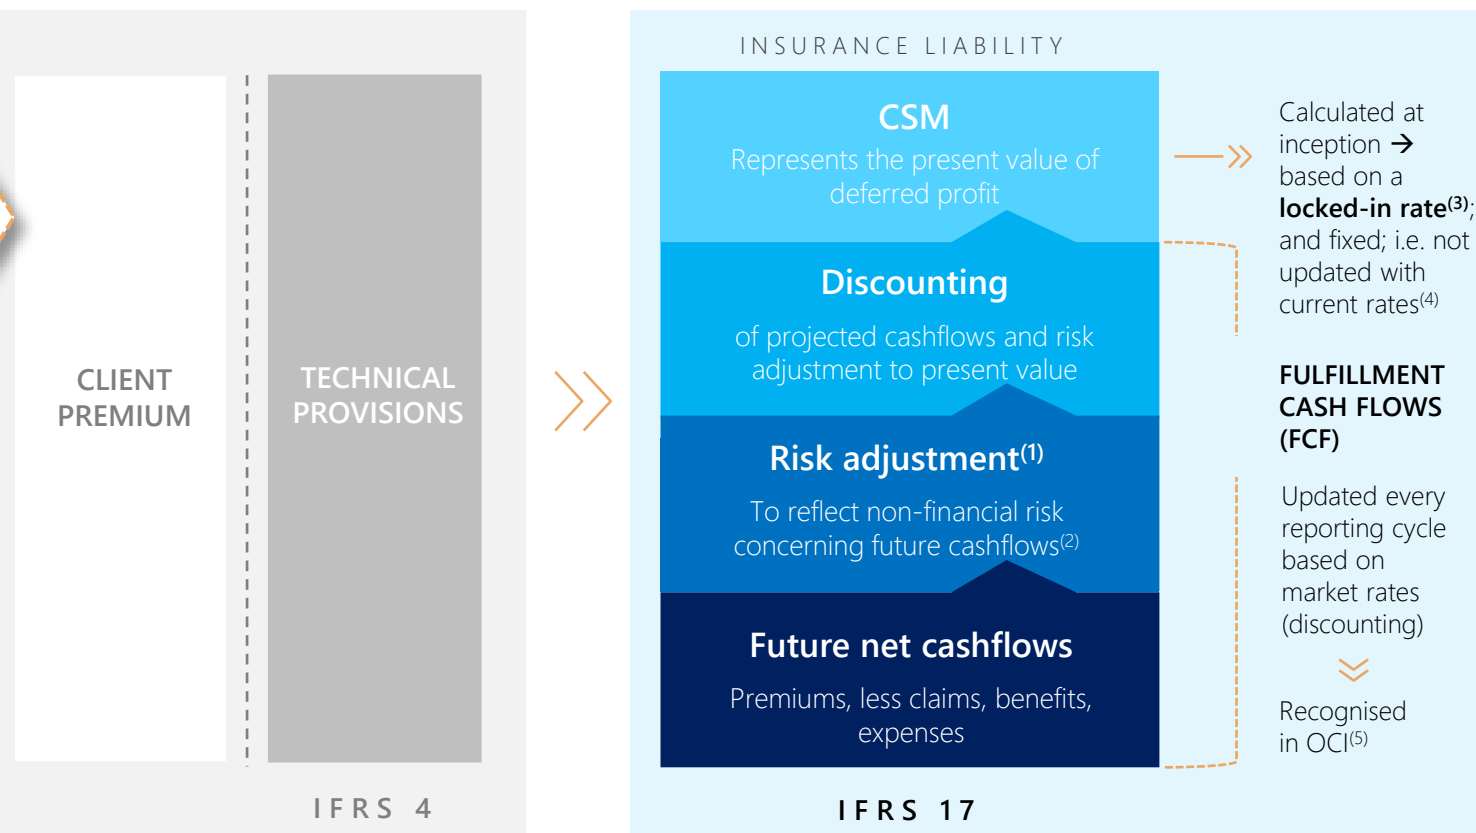 CLIENT
PREMIUM
TECHNICAL
PROVISIONS
IFRS 4
INSURANCE LIABILITY
CSM
Represents the present value of
deferred profit
Discounting
of projected cashflows and risk
adjustment to present value
Risk adjustment(1)
To reflect non-financial risk
concerning future cashflows(2)
Future net cashflows
Premiums, less claims, benefits,
expenses
IFRS 17
Calculated at
inception →
based on a
locked-in rate(3);
and fixed; i.e. not
updated with
current rates(4)
FULFILLMENT
CASH FLOWS
(FCF)
Updated every
reporting cycle
based on
market rates
(discounting)
Recognised
in OCI(5)